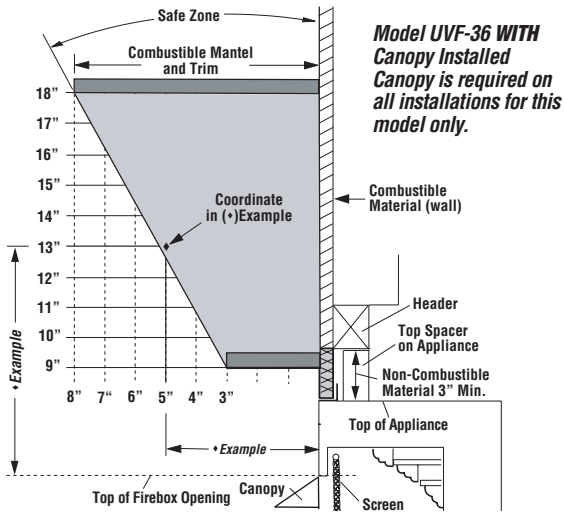 Safe Zone
Combustible Mantel
and Trim
Model UVF-36 WITH
Canopy Installed
Canopy is required on
all installations for this
model only.
18”
17”
16”
15”
14”
13”
12”
11”
10”
9”
Coordinate
in (♦)Example
Combustible
Material (wall)
Header
Top Spacer
on Appliance
Non-Combustible
Material 3” Min.
8” 7“ 6” 5” 4” 3”
♦Example
♦Example
Top of Appliance
Top of Firebox Opening
Canopy
Screen